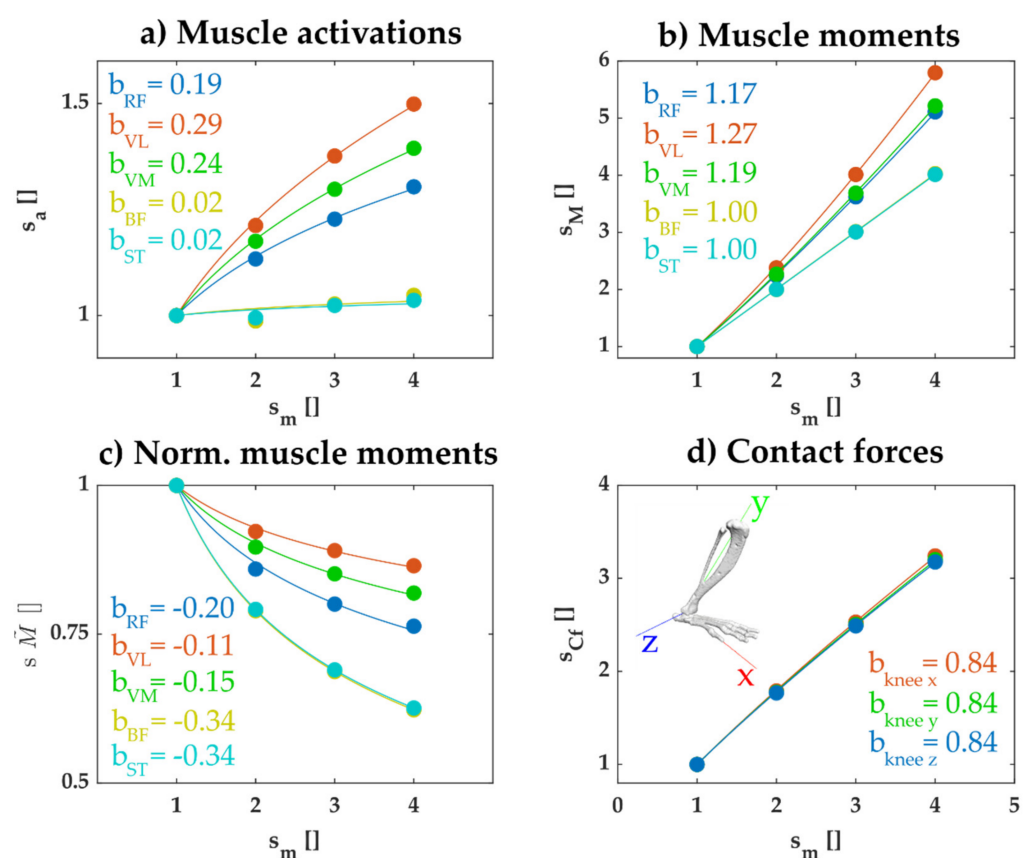 a) Muscle activations
b_RF = 0.19
b_VL = 0.29
b_VM = 0.24
b_BF = 0.02
b_ST = 0.02
1.5
1
s_a []
1 2 3 4
s_m []
b) Muscle moments
b_RF = 1.17
b_VL = 1.27
b_VM = 1.19
b_BF = 1.00
b_ST = 1.00
6
5
4
3
2
1
s_M []
1 2 3 4 5
s_m []
c) Norm. muscle moments
1
0.75
0.5
s M̃ []
b_RF = -0.20
b_VL = -0.11
b_VM = -0.15
b_BF = -0.34
b_ST = -0.34
1 2 3 4
s_m []
d) Contact forces
4
3
2
1
s_Cf []
y
z
x
b_knee x = 0.84
b_knee y = 0.84
b_knee z = 0.84
0 1 2 3 4 5
s_m []